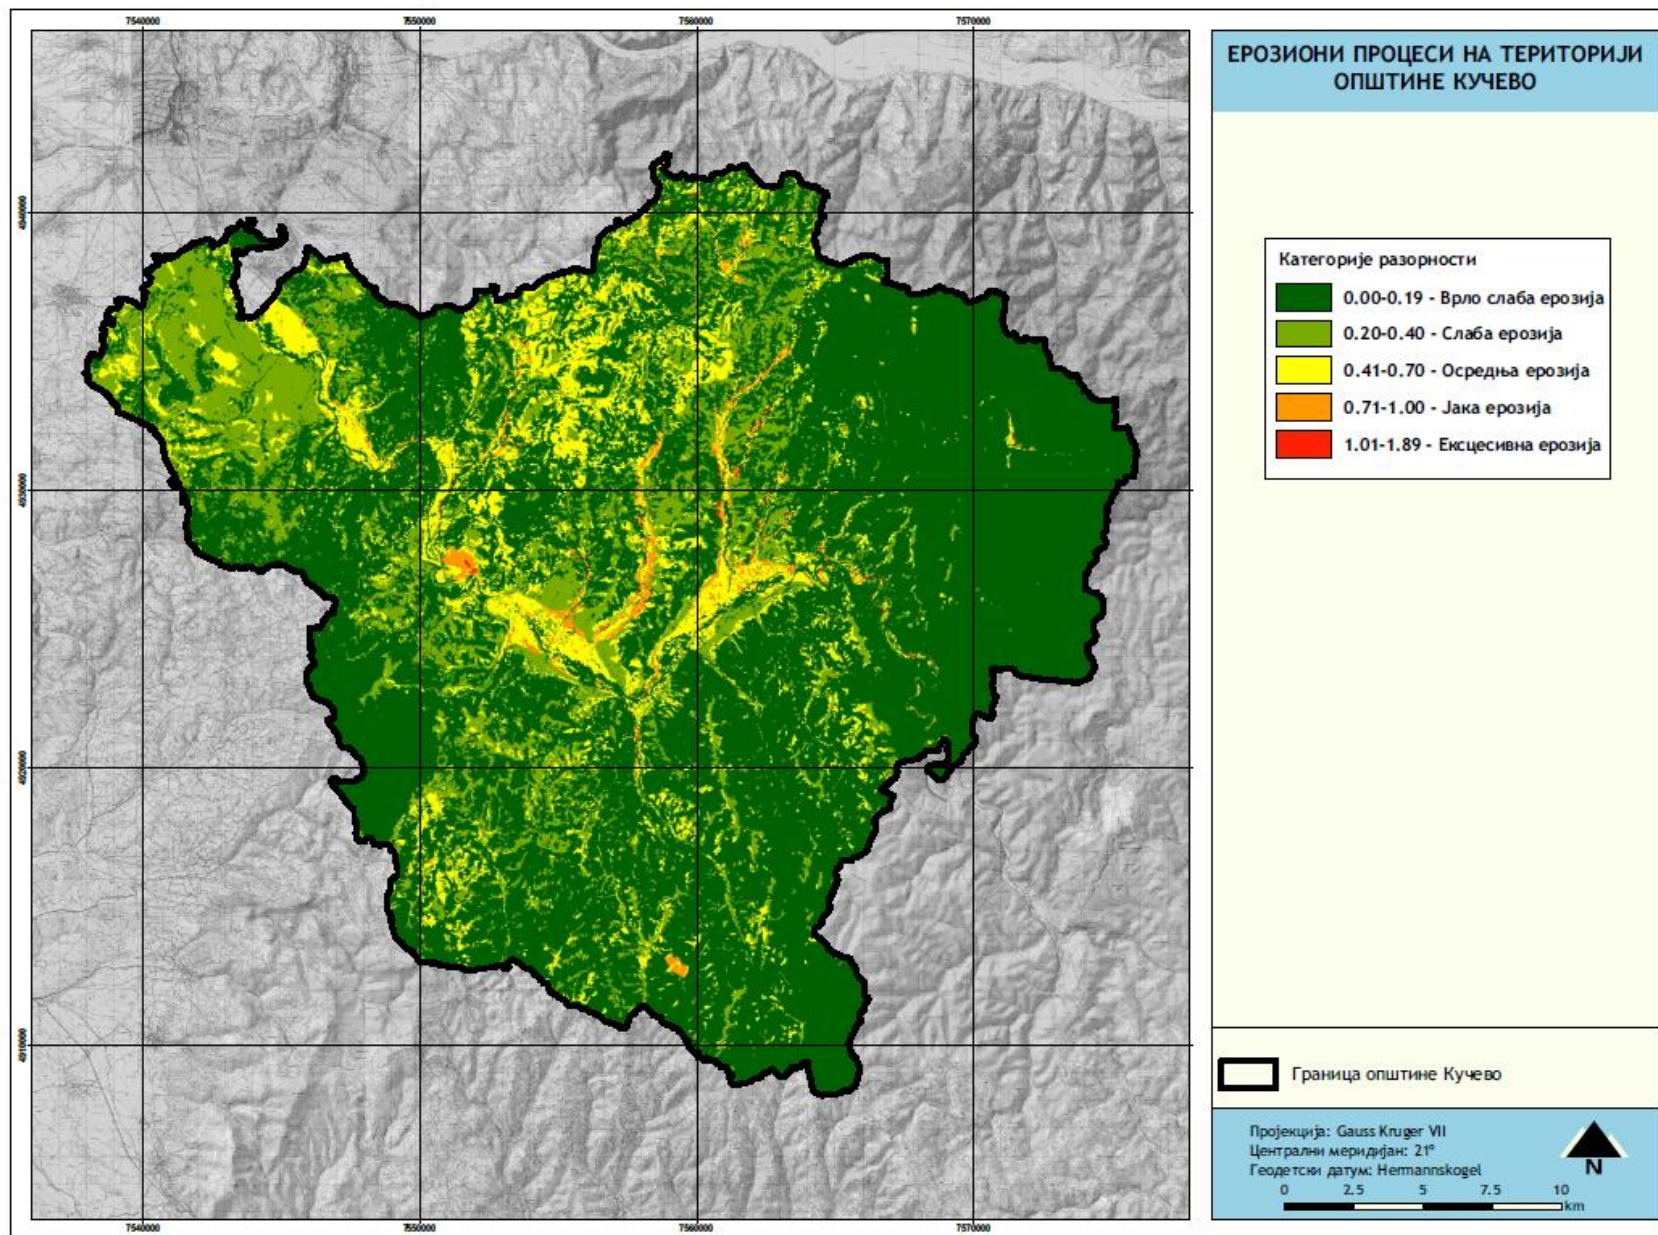 7540000 7550000 7560000 7570000
ЕРОЗИОНИ ПРОЦЕСИ НА ТЕРИТОРИЈИ
ОПШТИНЕ КУЧЕВО
4940000
Категорије разорности
0.00-0.19 - Врло слаба ерозија
0.20-0.40 - Слаба ерозија
0.41-0.70 - Осредња ерозија
0.71-1.00 - Јака ерозија
1.01-1.89 - Ексцесивна ерозија
4930000
4920000
4910000
Граница општине Кучево
Пројекција: Gauss Kruger VII
Централни меридијан: 21°
Геодетски датум: Hermannskogel
N
0 2.5 5 7.5 10
km
7540000 7550000 7560000 7570000